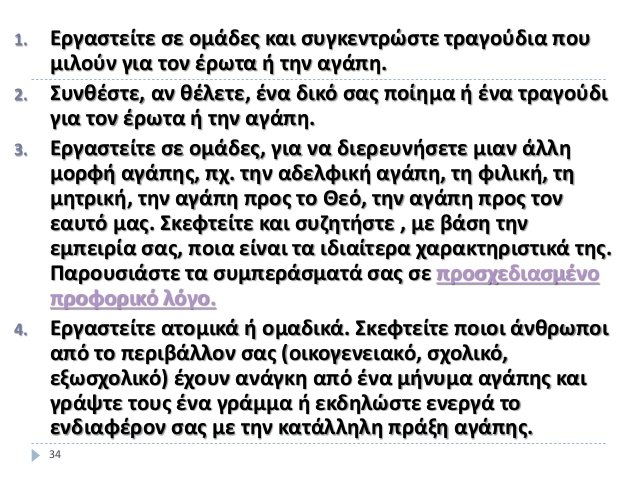 1. Εργαστείτε σε ομάδες και συγκεντρώστε τραγούδια που
μιλούν για τον έρωτα ή την αγάπη.
2. Συνθέστε, αν θέλετε, ένα δικό σας ποίημα ή ένα τραγούδι
για τον έρωτα ή την αγάπη.
3. Εργαστείτε σε ομάδες, για να διερευνήσετε μιαν άλλη
μορφή αγάπης, πχ. την αδελφική αγάπη, τη φιλική, τη
μητρική, την αγάπη προς το Θεό, την αγάπη προς τον
εαυτό μας. Σκεφτείτε και συζητήστε , με βάση την
εμπειρία σας, ποια είναι τα ιδιαίτερα χαρακτηριστικά της.
Παρουσιάστε τα συμπεράσματά σας σε προσχεδιασμένο
προφορικό λόγο.
4. Εργαστείτε ατομικά ή ομαδικά. Σκεφτείτε ποιοι άνθρωποι
από το περιβάλλον σας (οικογενειακό, σχολικό,
εξωσχολικό) έχουν ανάγκη από ένα μήνυμα αγάπης και
γράψτε τους ένα γράμμα ή εκδηλώστε ενεργά το
ενδιαφέρον σας με την κατάλληλη πράξη αγάπης.
34